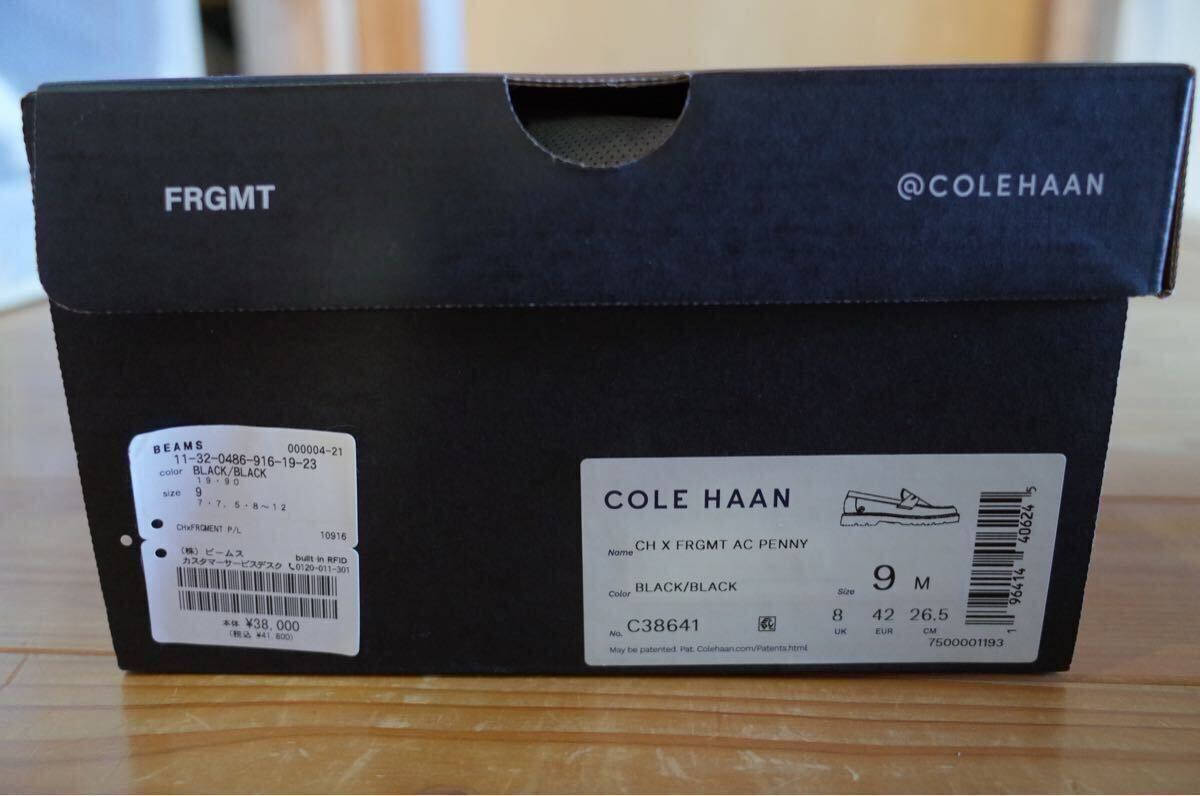 FRGMT
@COLEHAAN
BEAMS 000004-21
11-32-0486-916-19-23
color BLACK/BLACK
19・90
size 9
7・7.5・8~12
CH×FRGMENT P/L 10916
(株)ビームス built-in RFID
カスタマーサービスデスク 0120-011-301
本体 ¥38,000
(税込 ¥41,800)
COLE HAAN
Name CH X FRGMT AC PENNY
Color BLACK/BLACK
Size 9 M
8 42 26.5
UK EUR CM
No. C38641
7500001193
May be patented. Pat. Colehaan.com/Patents.html
1 96414 40624 5